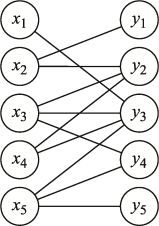 x₁ y₁
x₂ y₂
x₃ y₃
x₄ y₄
x₅ y₅